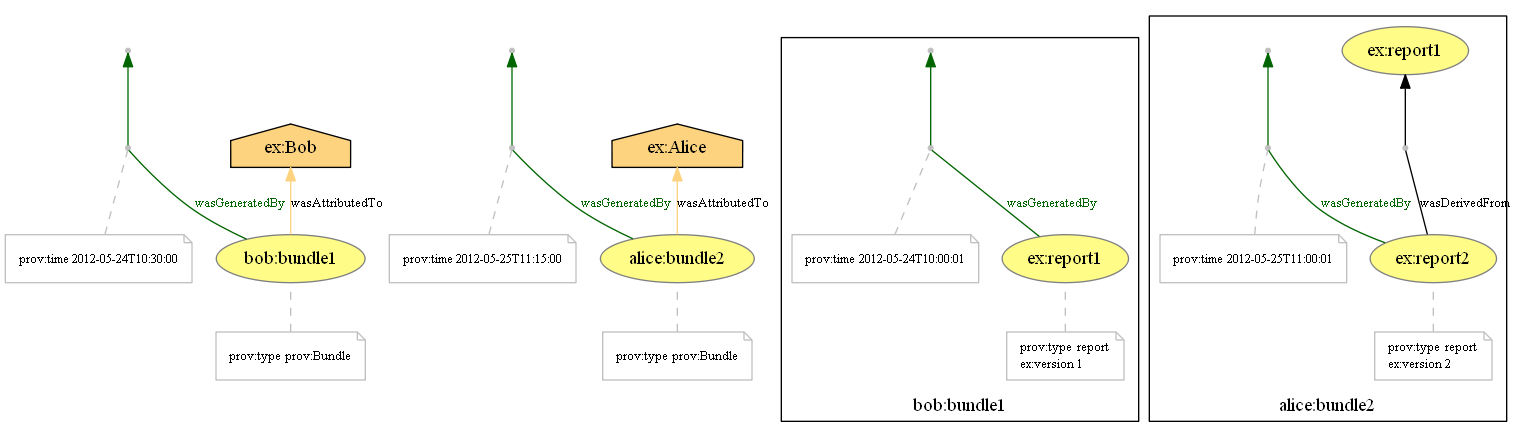 ex:report1
ex:Bob
wasGeneratedBy
wasAttributedTo
prov:time 2012-05-24T10:30:00
bob:bundle1
prov:type prov:Bundle
ex:Alice
wasGeneratedBy
wasAttributedTo
prov:time 2012-05-25T11:15:00
alice:bundle2
prov:type prov:Bundle
wasGeneratedBy
prov:time 2012-05-24T10:00:01
ex:report1
prov:type report
ex:version 1
bob:bundle1
wasGeneratedBy
wasDerivedFrom
prov:time 2012-05-25T11:00:01
ex:report2
prov:type report
ex:version 2
alice:bundle2